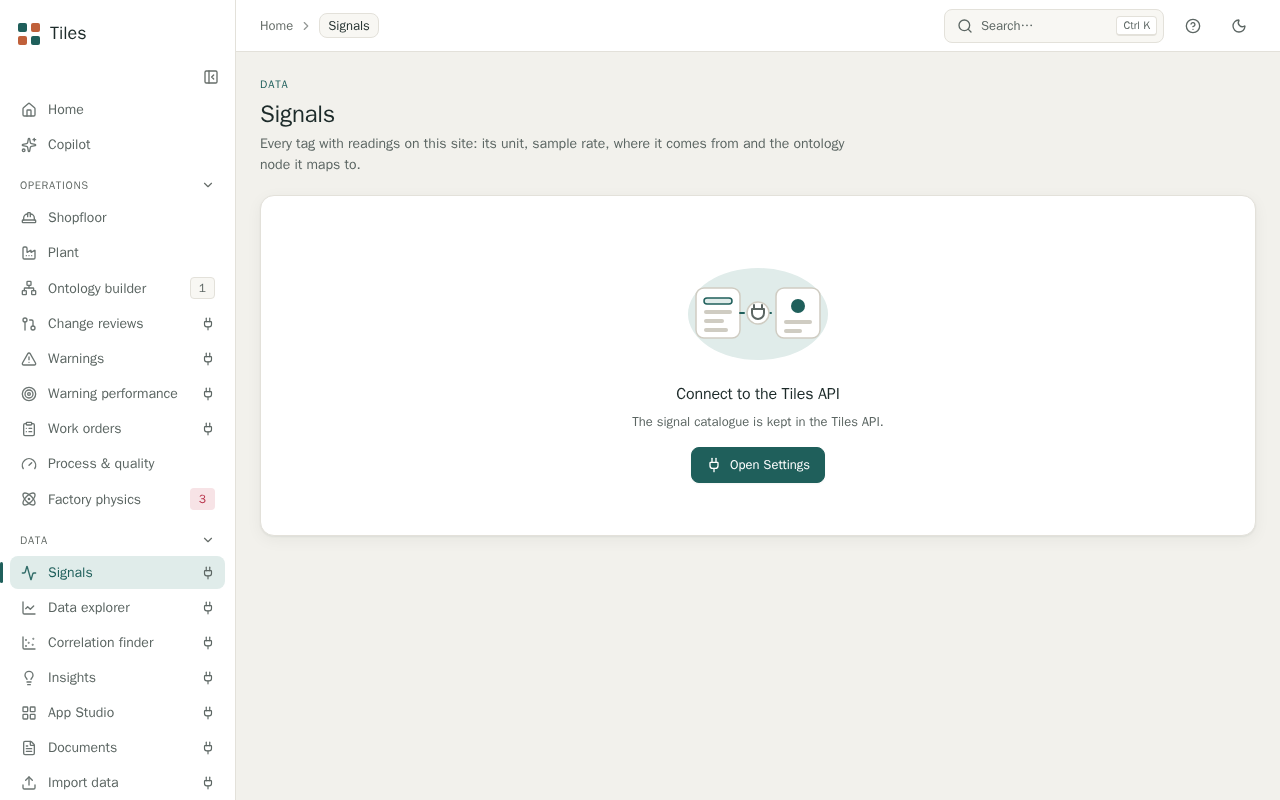 Tiles
Home
Copilot
OPERATIONS
Shopfloor
Plant
Ontology builder 1
Change reviews
Warnings
Warning performance
Work orders
Process & quality
Factory physics 3
DATA
Signals
Data explorer
Correlation finder
Insights
App Studio
Documents
Import data
Home Signals
Search… Ctrl K
DATA
Signals
Every tag with readings on this site: its unit, sample rate, where it comes from and the ontology
node it maps to.
Connect to the Tiles API
The signal catalogue is kept in the Tiles API.
Open Settings